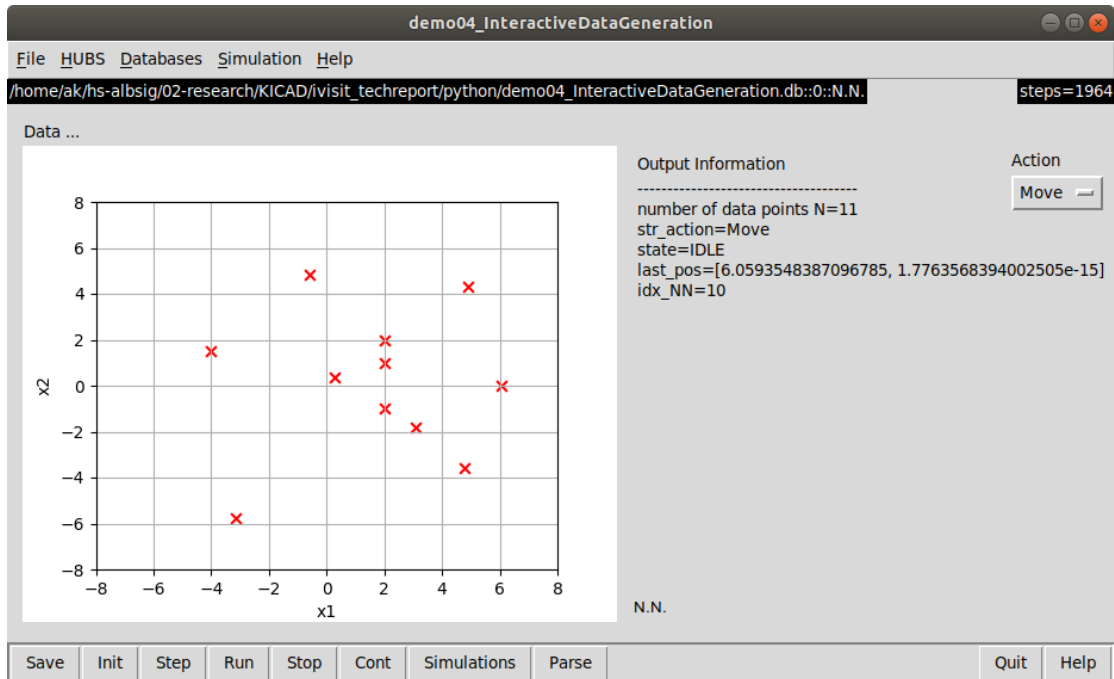 demo04_InteractiveDataGeneration
File HUBS Databases Simulation Help
/home/ak/hs-albsig/02-research/KICAD/ivisit_techreport/python/demo04_InteractiveDataGeneration.db::0::N.N. steps=1964
Data ...
Output Information
-------------------------------------
number of data points N=11
str_action=Move
state=IDLE
last_pos=[6.0593548387096785, 1.7763568394002505e-15]
idx_NN=10
Action
Move
8
6
4
2
0
−2
−4
−6
−8
x2
−8 −6 −4 −2 0 2 4 6 8
x1
N.N.
Save Init Step Run Stop Cont Simulations Parse Quit Help